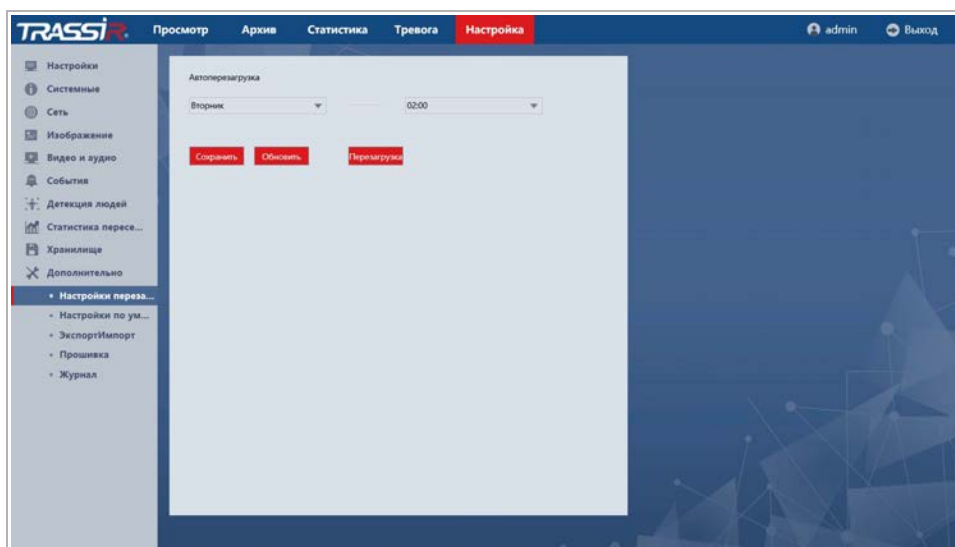 TRASSIR
Просмотр Архив Статистика Тревога Настройка admin Выход
Настройки
Системные
Сеть
Изображение
Видео и аудио
События
Детекция людей
Статистика пересе...
Хранилище
Дополнительно
Настройки переза...
Настройки по ум...
ЭкспортИмпорт
Прошивка
Журнал
Автоперезагрузка
Вторник 02:00
Сохранить Обновить Перезагрузка